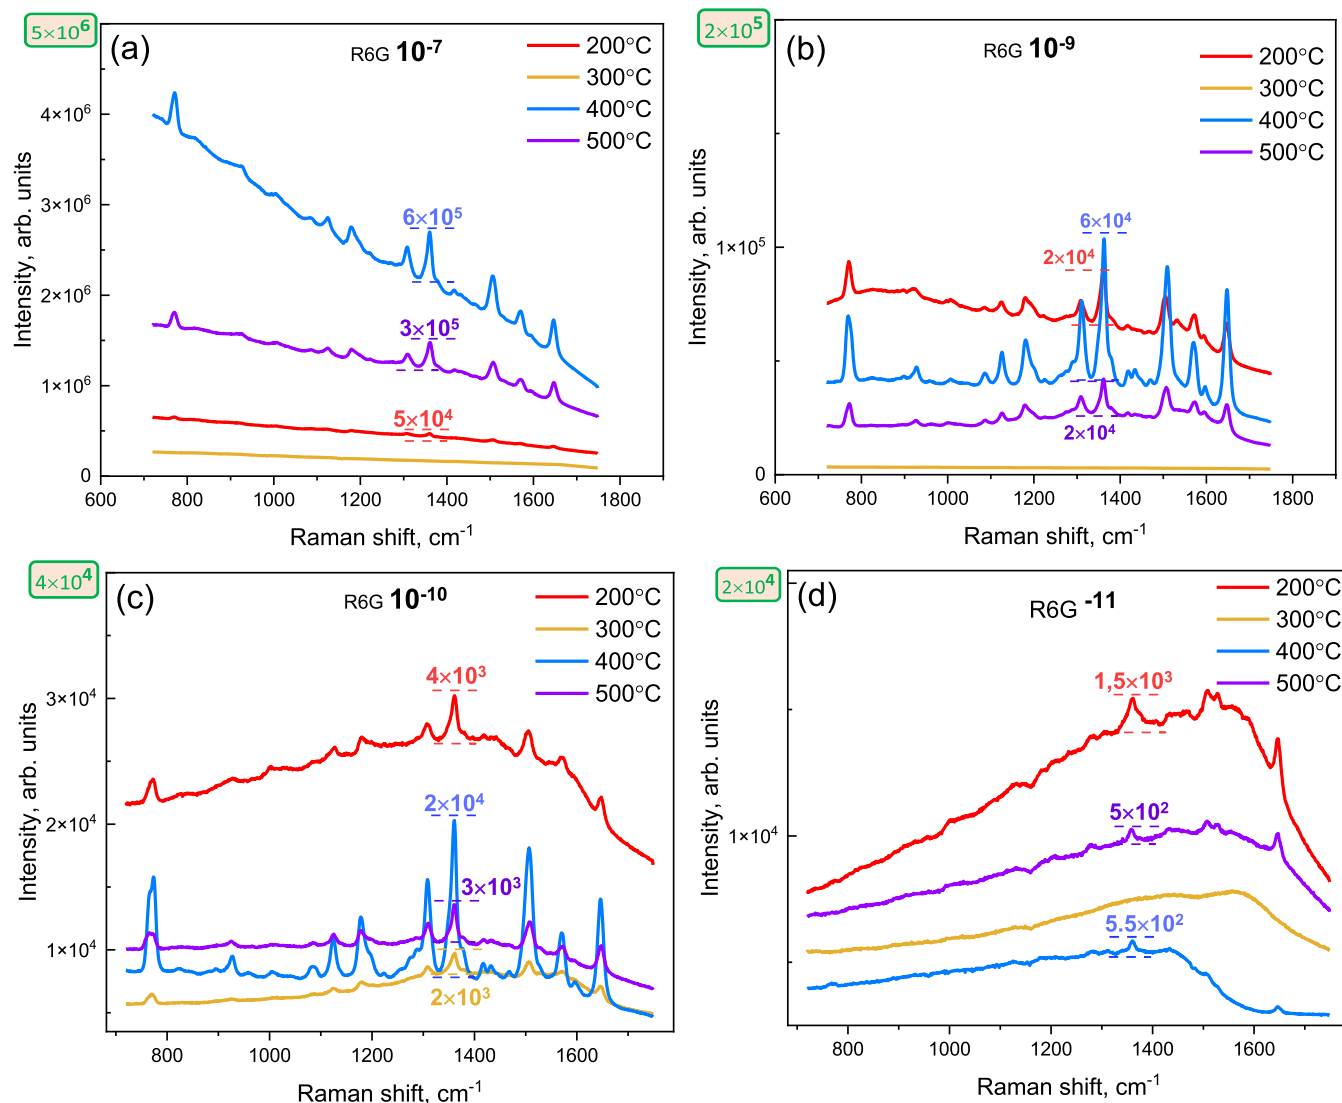 5×10⁶
(a)
R6G 10⁻⁷
200°C
300°C
400°C
500°C
4×10⁶
3×10⁶
2×10⁶
1×10⁶
0
6×10⁵
3×10⁵
5×10⁴
600 800 1000 1200 1400 1600 1800
Raman shift, cm⁻¹
Intensity, arb. units
2×10⁵
(b)
R6G 10⁻⁹
200°C
300°C
400°C
500°C
1×10⁵
0
6×10⁴
2×10⁴
2×10⁴
600 800 1000 1200 1400 1600 1800
Raman shift, cm⁻¹
Intensity, arb. units
4×10⁴
(c)
R6G 10⁻¹⁰
200°C
300°C
400°C
500°C
3×10⁴
2×10⁴
1×10⁴
4×10³
2×10⁴
3×10³
2×10³
800 1000 1200 1400 1600
Raman shift, cm⁻¹
Intensity, arb. units
2×10⁴
(d)
R6G ⁻¹¹
200°C
300°C
400°C
500°C
1×10⁴
1,5×10³
5×10²
5.5×10²
800 1000 1200 1400 1600
Raman shift, cm⁻¹
Intensity, arb. units